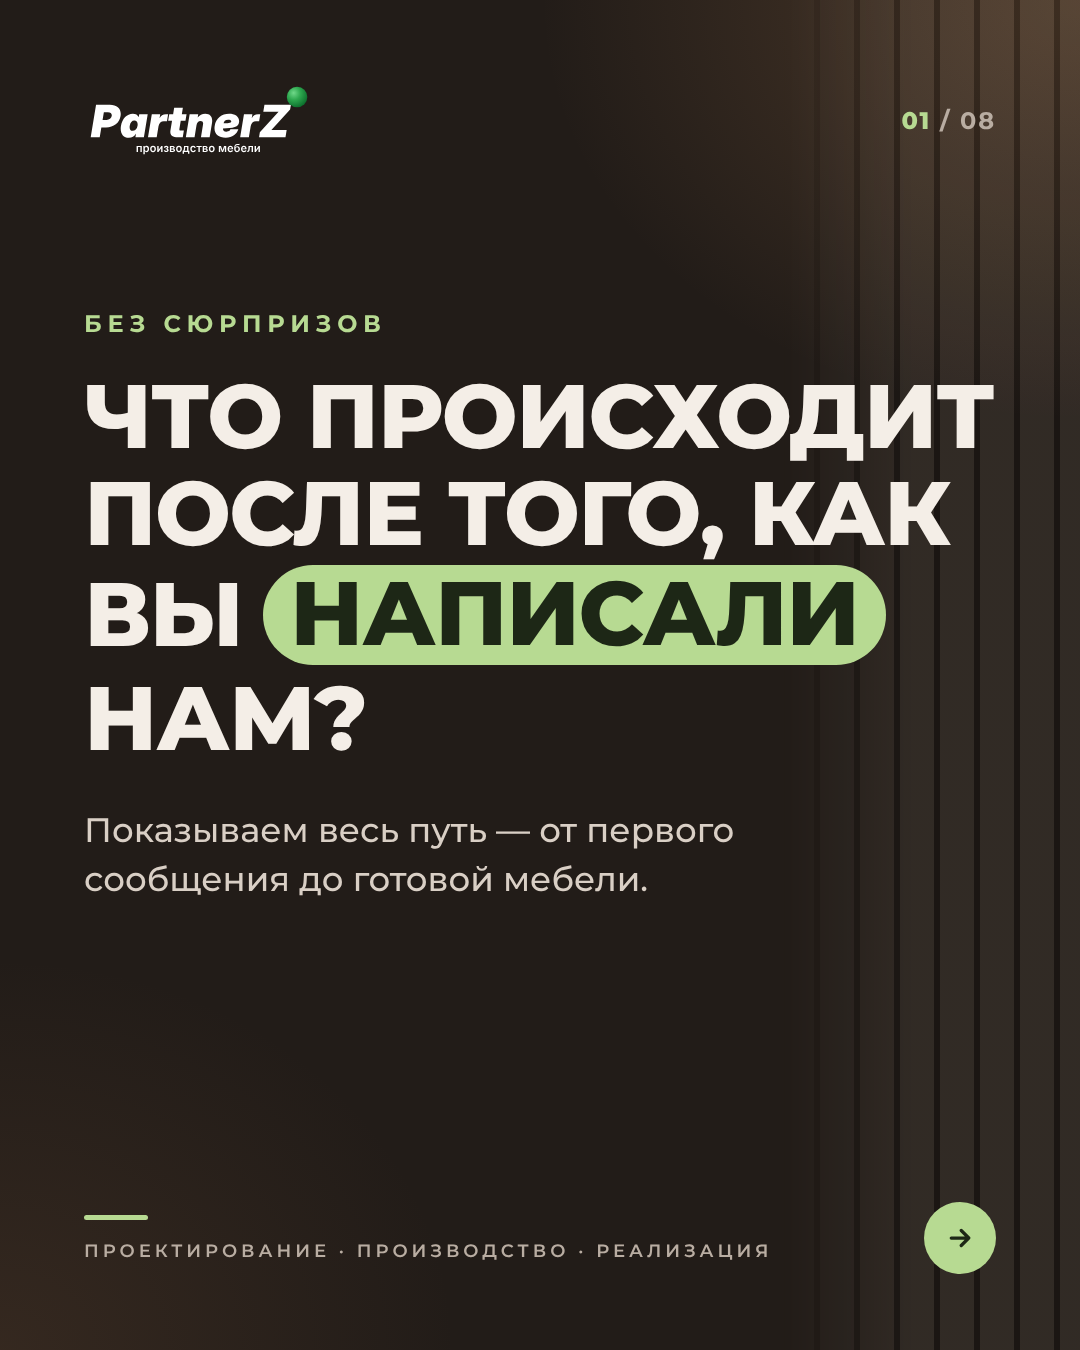 PartnerZ
производство мебели
01 / 08
БЕЗ СЮРПРИЗОВ
ЧТО ПРОИСХОДИТ
ПОСЛЕ ТОГО, КАК
ВЫ НАПИСАЛИ
НАМ?
Показываем весь путь — от первого
сообщения до готовой мебели.
ПРОЕКТИРОВАНИЕ · ПРОИЗВОДСТВО · РЕАЛИЗАЦИЯ